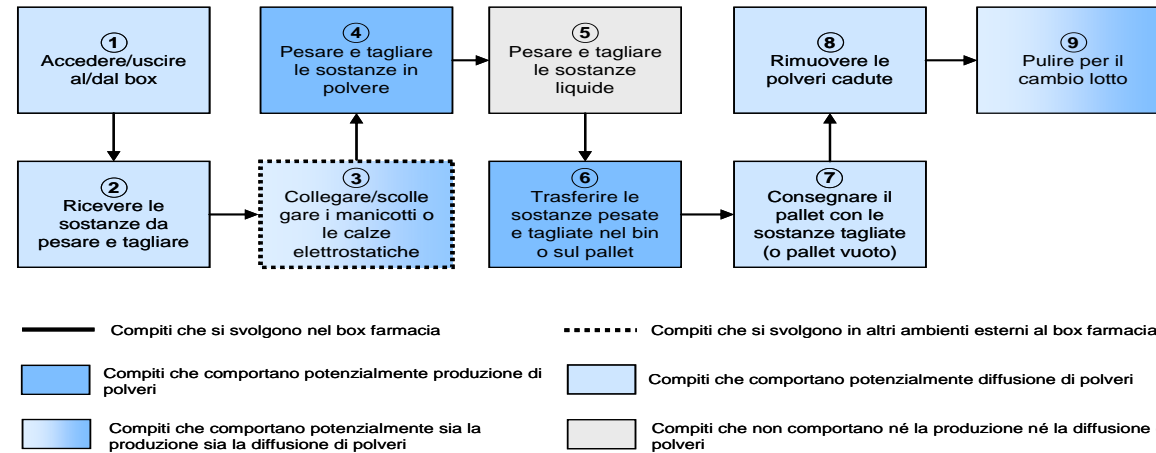 1
Accedere/uscire
al/dal box
2
Ricevere le
sostanze da
pesare e tagliare
3
Collegare/scolle
gare i manicotti o
le calze
elettrostatiche
4
Pesare e tagliare
le sostanze in
polvere
5
Pesare e tagliare
le sostanze
liquide
6
Trasferire le
sostanze pesate
e tagliate nel bin
o sul pallet
7
Consegnare il
pallet con le
sostanze tagliate
(o pallet vuoto)
8
Rimuovere le
polveri cadute
9
Pulire per il
cambio lotto
Compiti che si svolgono nel box farmacia
Compiti che si svolgono in altri ambienti esterni al box farmacia
Compiti che comportano potenzialmente produzione di
polveri
Compiti che comportano potenzialmente diffusione di polveri
Compiti che comportano potenzialmente sia la
produzione sia la diffusione di polveri
Compiti che non comportano né la produzione né la diffusione
polveri